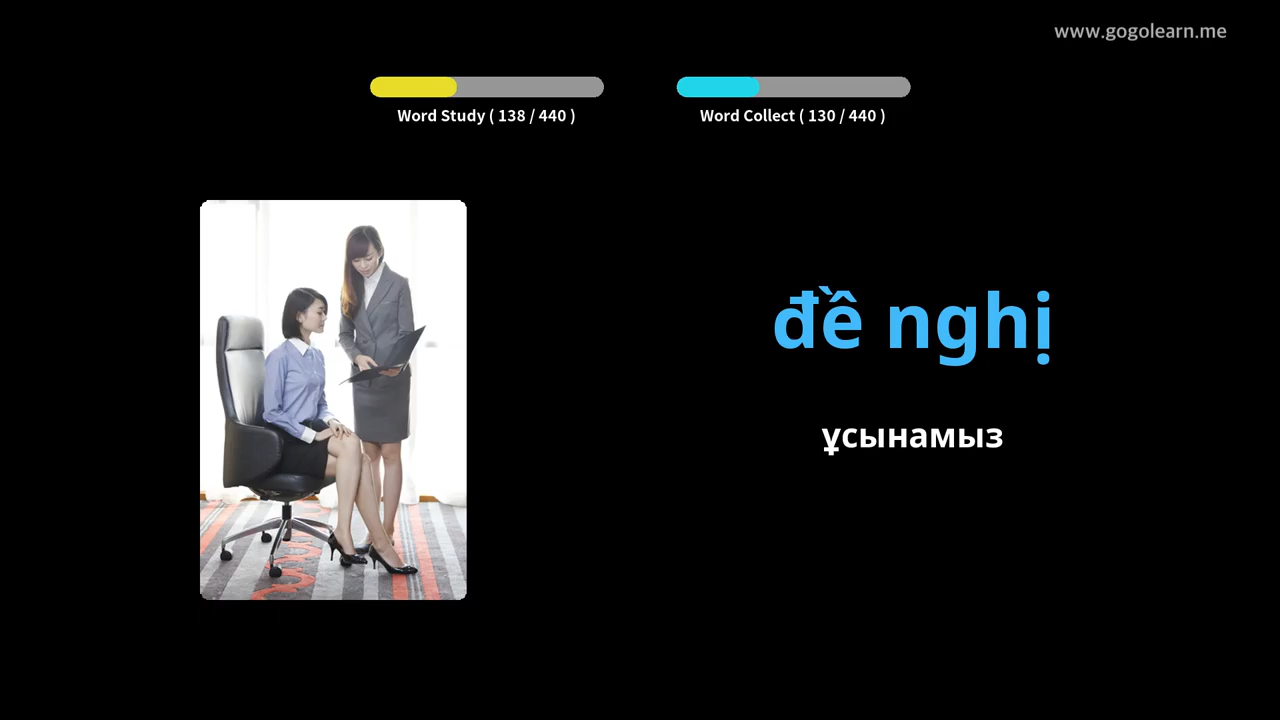 www.gogolearn.me
Word Study ( 138 / 440 )
Word Collect ( 130 / 440 )
đề nghị
ұсынамыз